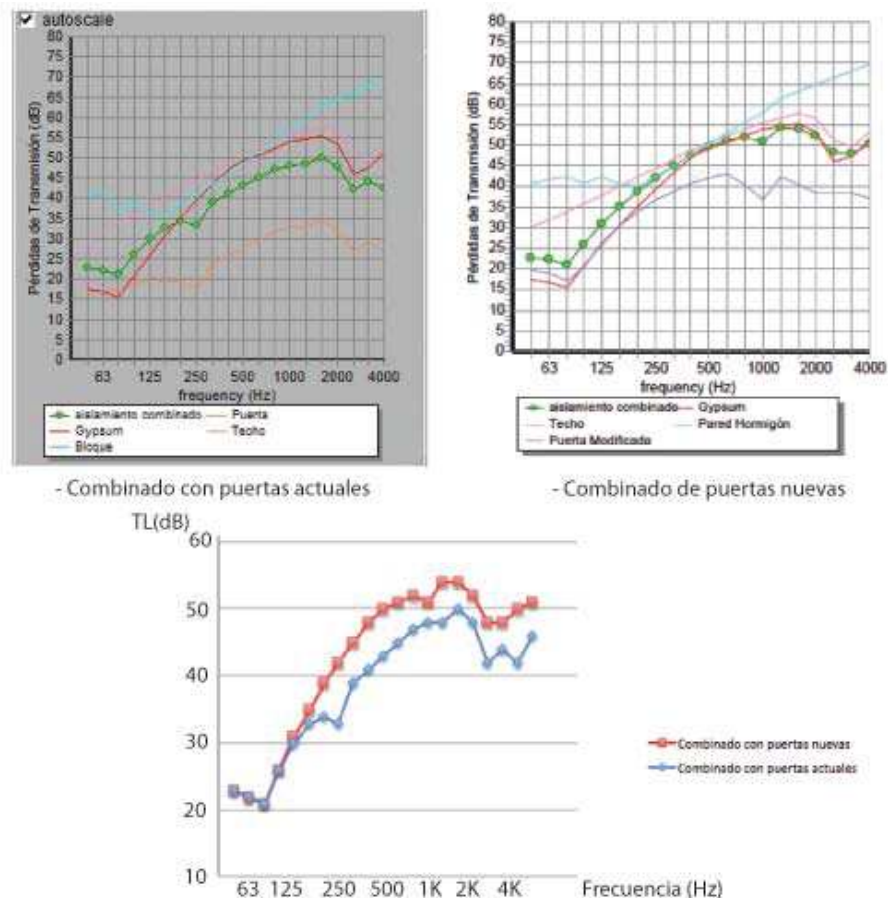 autoscale
Pérdidas de Transmisión (dB)
80
75
70
65
60
55
50
45
40
35
30
25
20
15
10
5
0
63 125 250 500 1000 2000 4000
frequency (Hz)
aislamiento combinado Puerta
Gypsum Techo
Bloque
- Combinado con puertas actuales
Pérdidas de Transmisión (dB)
80
75
70
65
60
55
50
45
40
35
30
25
20
15
10
5
0
63 125 250 500 1000 2000 4000
frequency (Hz)
aislamiento combinado Gypsum
Techo Pared Hormigón
Puerta Modificada
- Combinado de puertas nuevas
TL(dB)
60
50
40
30
20
10
63 125 250 500 1K 2K 4K Frecuencia (Hz)
Combinado con puertas nuevas
Combinado con puertas actuales